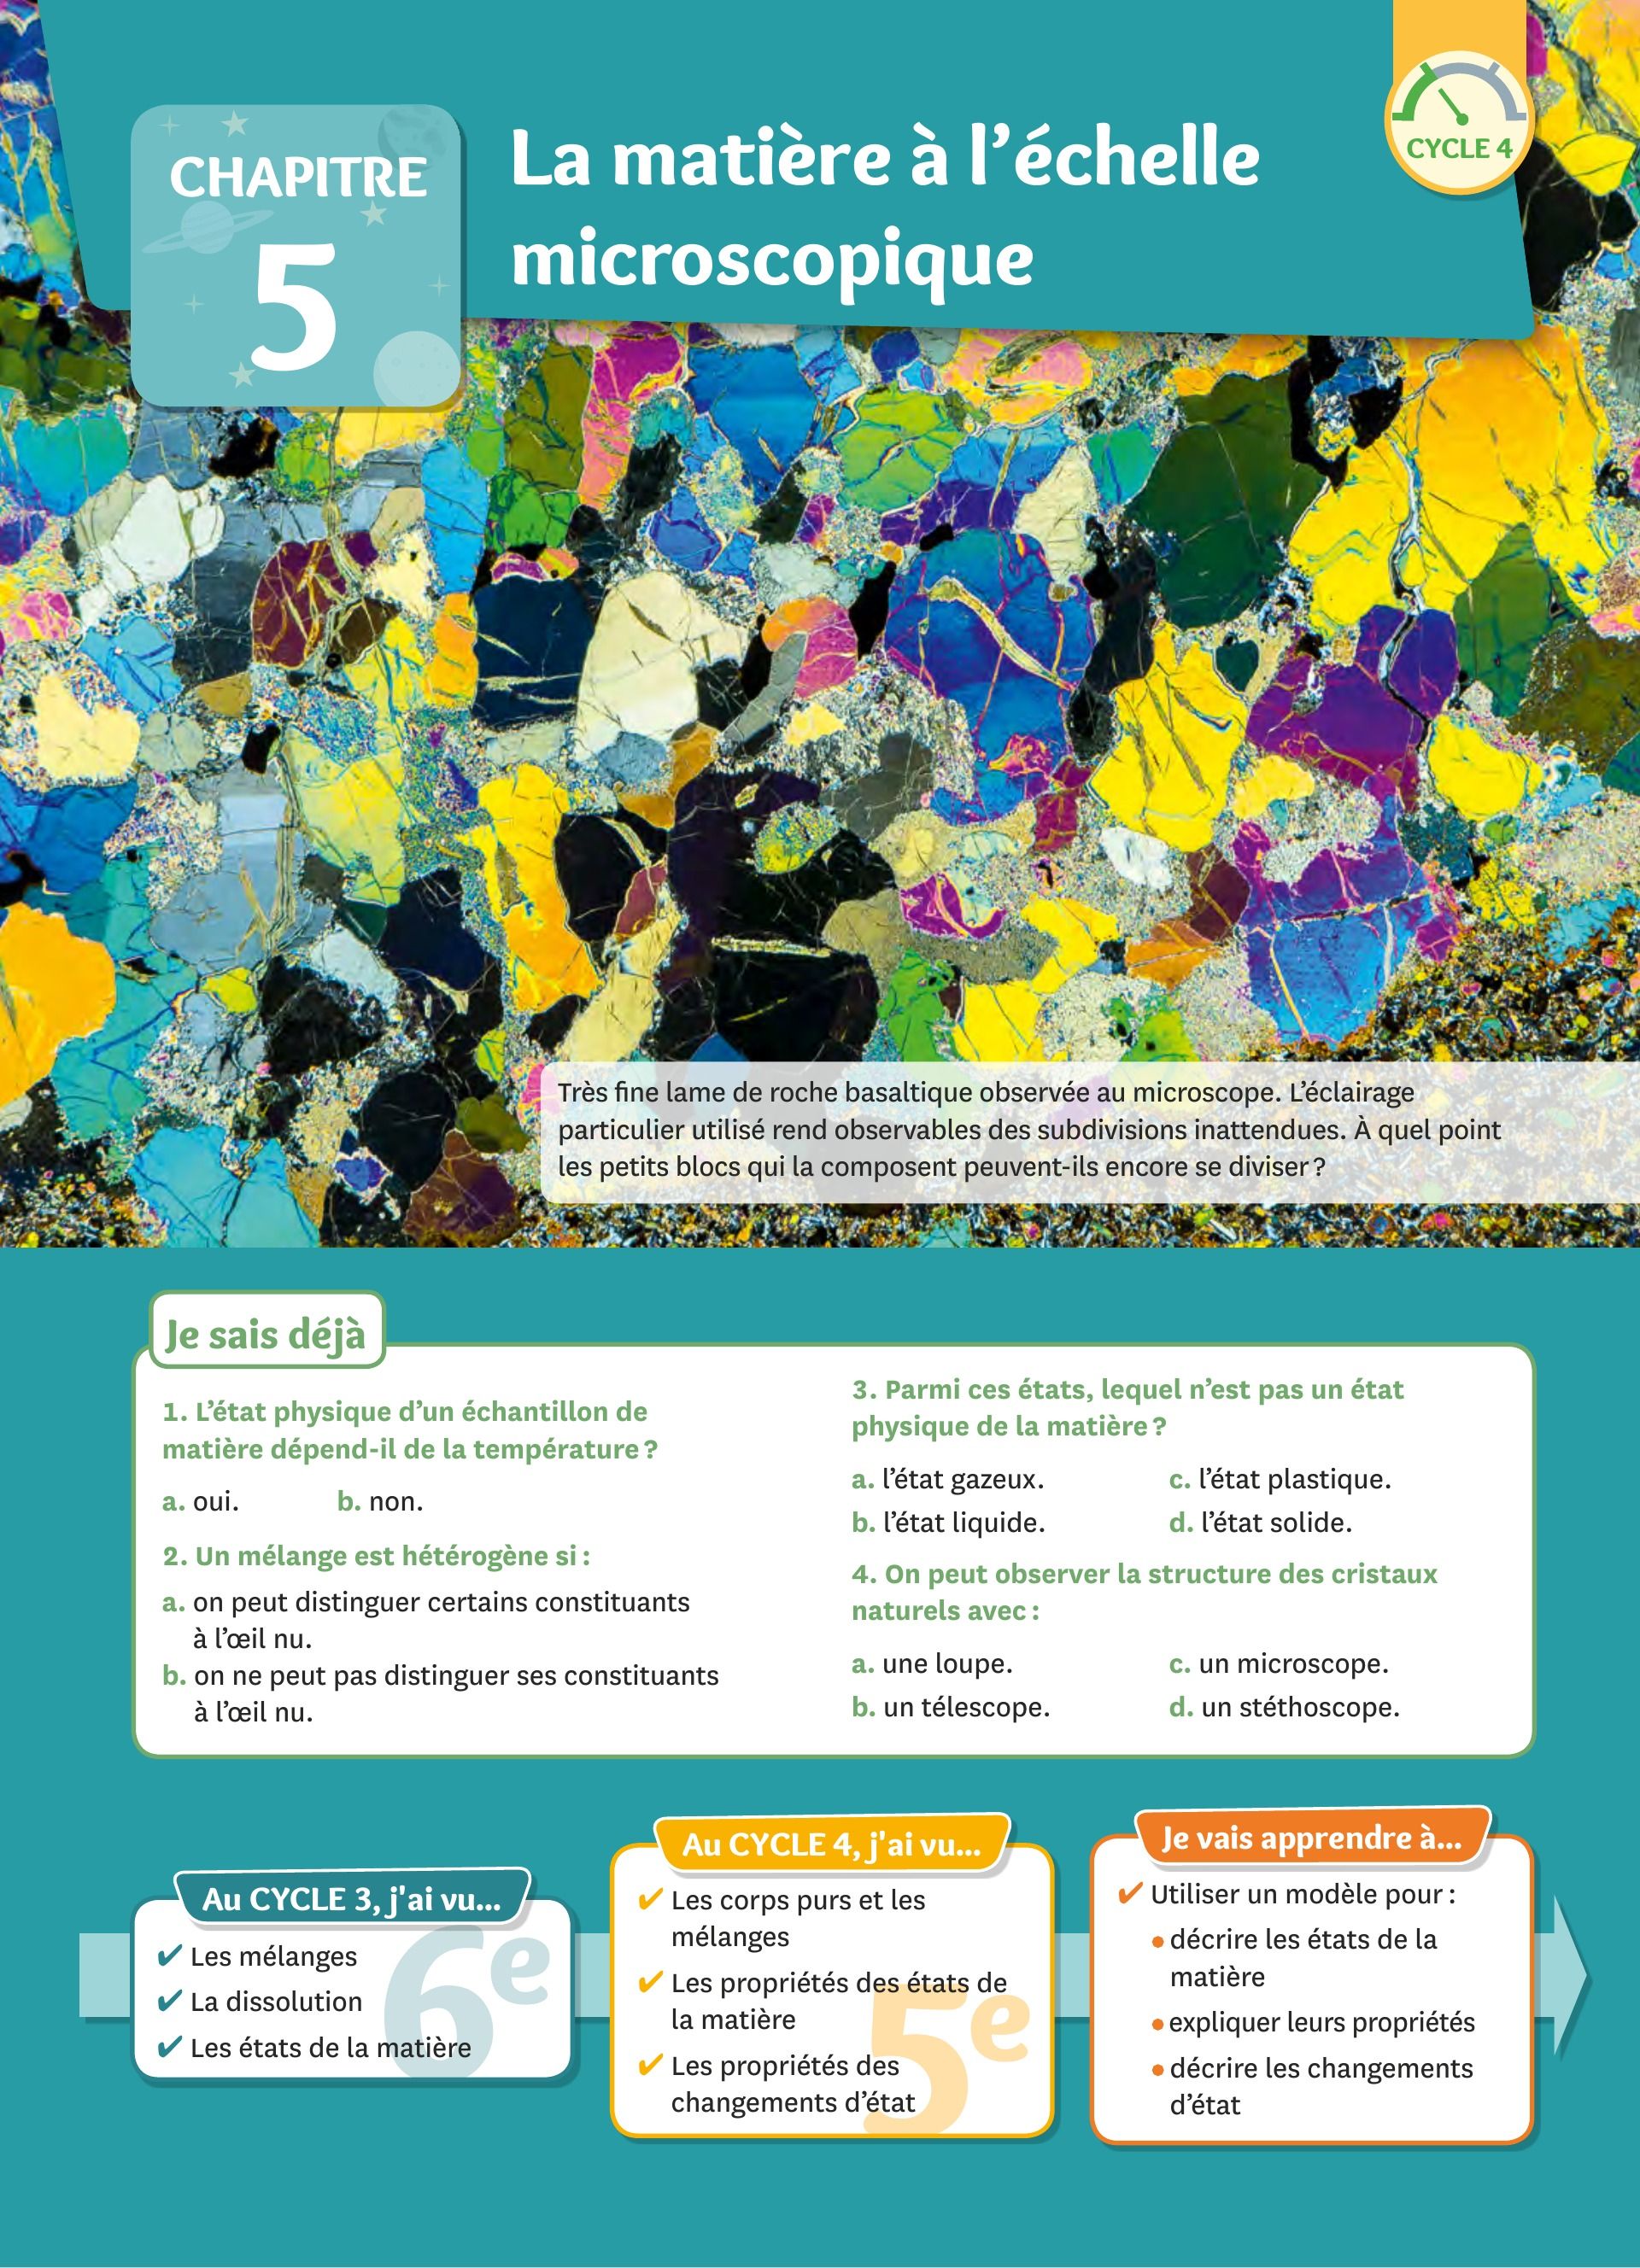 CHAPITRE
5
La matière à l’échelle
microscopique
CYCLE 4
Très fine lame de roche basaltique observée au microscope. L’éclairage
particulier utilisé rend observables des subdivisions inattendues. À quel point
les petits blocs qui la composent peuvent-ils encore se diviser ?
Je sais déjà
1. L’état physique d’un échantillon de
matière dépend-il de la température ?
a. oui. b. non.
2. Un mélange est hétérogène si :
a. on peut distinguer certains constituants
à l’œil nu.
b. on ne peut pas distinguer ses constituants
à l’œil nu.
3. Parmi ces états, lequel n’est pas un état
physique de la matière ?
a. l’état gazeux. c. l’état plastique.
b. l’état liquide. d. l’état solide.
4. On peut observer la structure des cristaux
naturels avec :
a. une loupe. c. un microscope.
b. un télescope. d. un stéthoscope.
Au CYCLE 3, j'ai vu...
✔ Les mélanges
✔ La dissolution
✔ Les états de la matière
6e
Au CYCLE 4, j'ai vu...
✔ Les corps purs et les
mélanges
✔ Les propriétés des états de
la matière
✔ Les propriétés des
changements d’état
5e
Je vais apprendre à...
✔ Utiliser un modèle pour :
• décrire les états de la
matière
• expliquer leurs propriétés
• décrire les changements
d’état